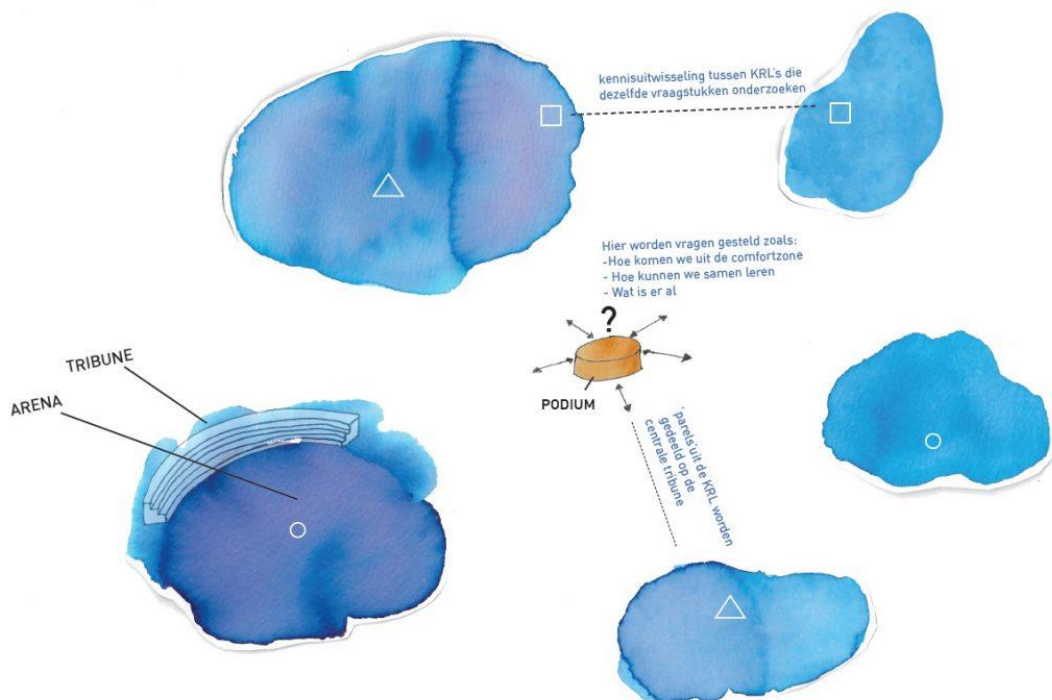 kennisuitwisseling tussen KRL's die
dezelfde vraagstukken onderzoeken
Hier worden vragen gesteld zoals:
-Hoe komen we uit de comfortzone
- Hoe kunnen we samen leren
- Wat is er al
?
TRIBUNE
ARENA
PODIUM
'parels'uit de KRL worden
gedeeld op de
centrale tribune